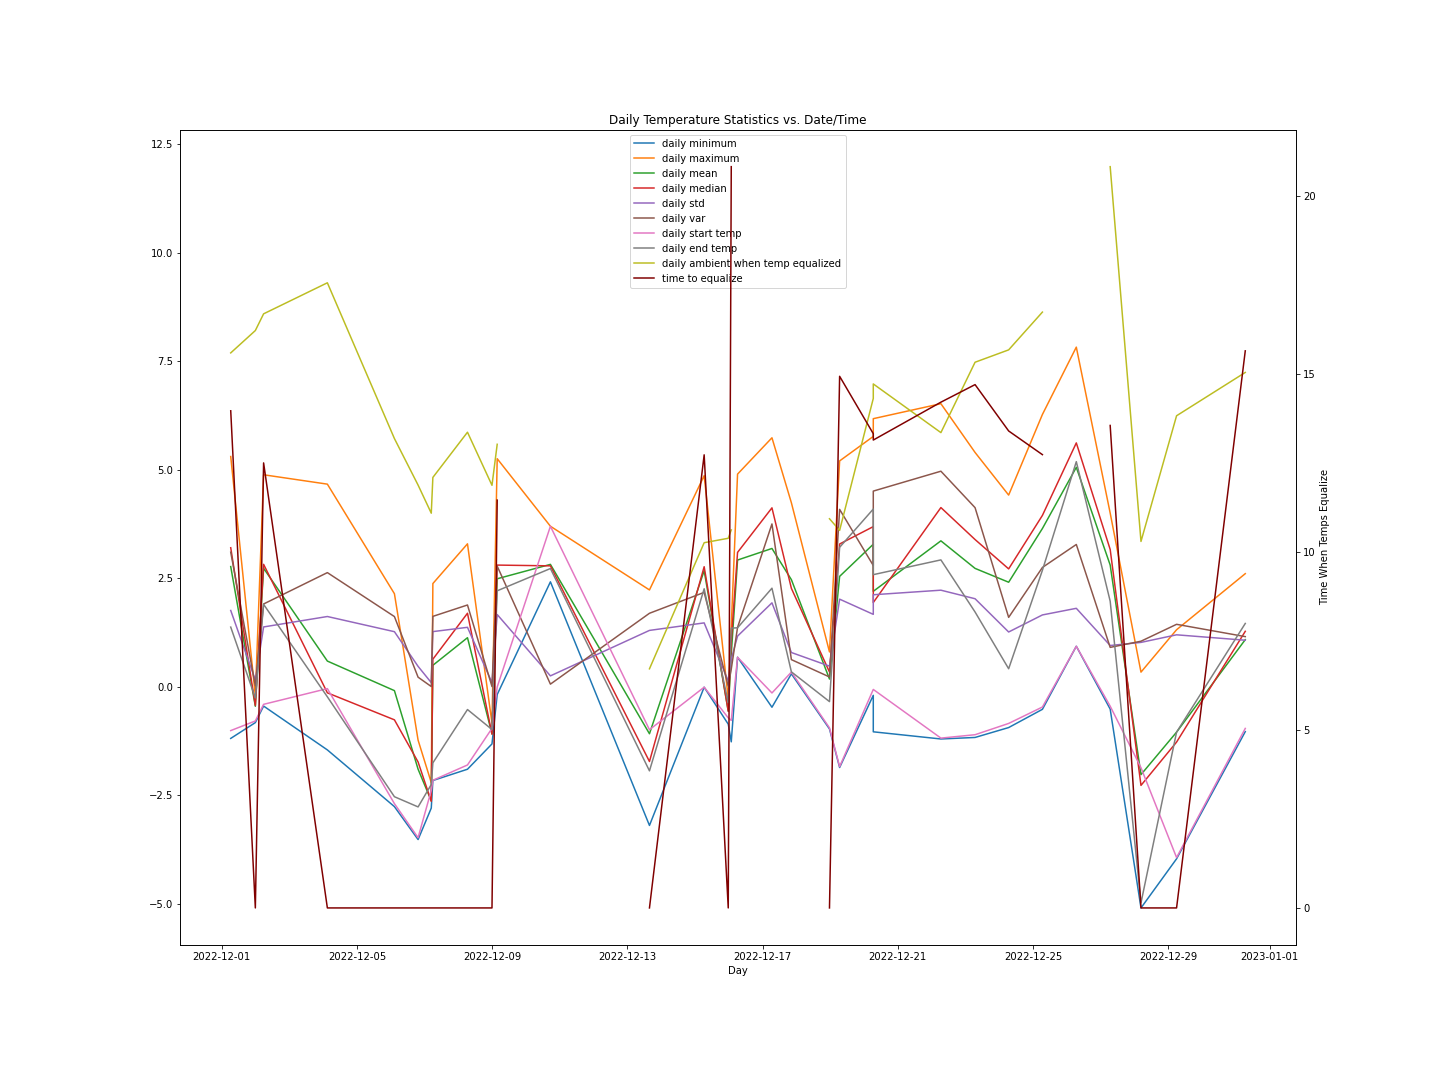 Daily Temperature Statistics vs. Date/Time
daily minimum
daily maximum
daily mean
daily median
daily std
daily var
daily start temp
daily end temp
daily ambient when temp equalized
time to equalize
12.5
10.0
7.5
5.0
2.5
0.0
−2.5
−5.0
20
15
10
5
0
Time When Temps Equalize
2022-12-01 2022-12-05 2022-12-09 2022-12-13 2022-12-17 2022-12-21 2022-12-25 2022-12-29 2023-01-01
Day